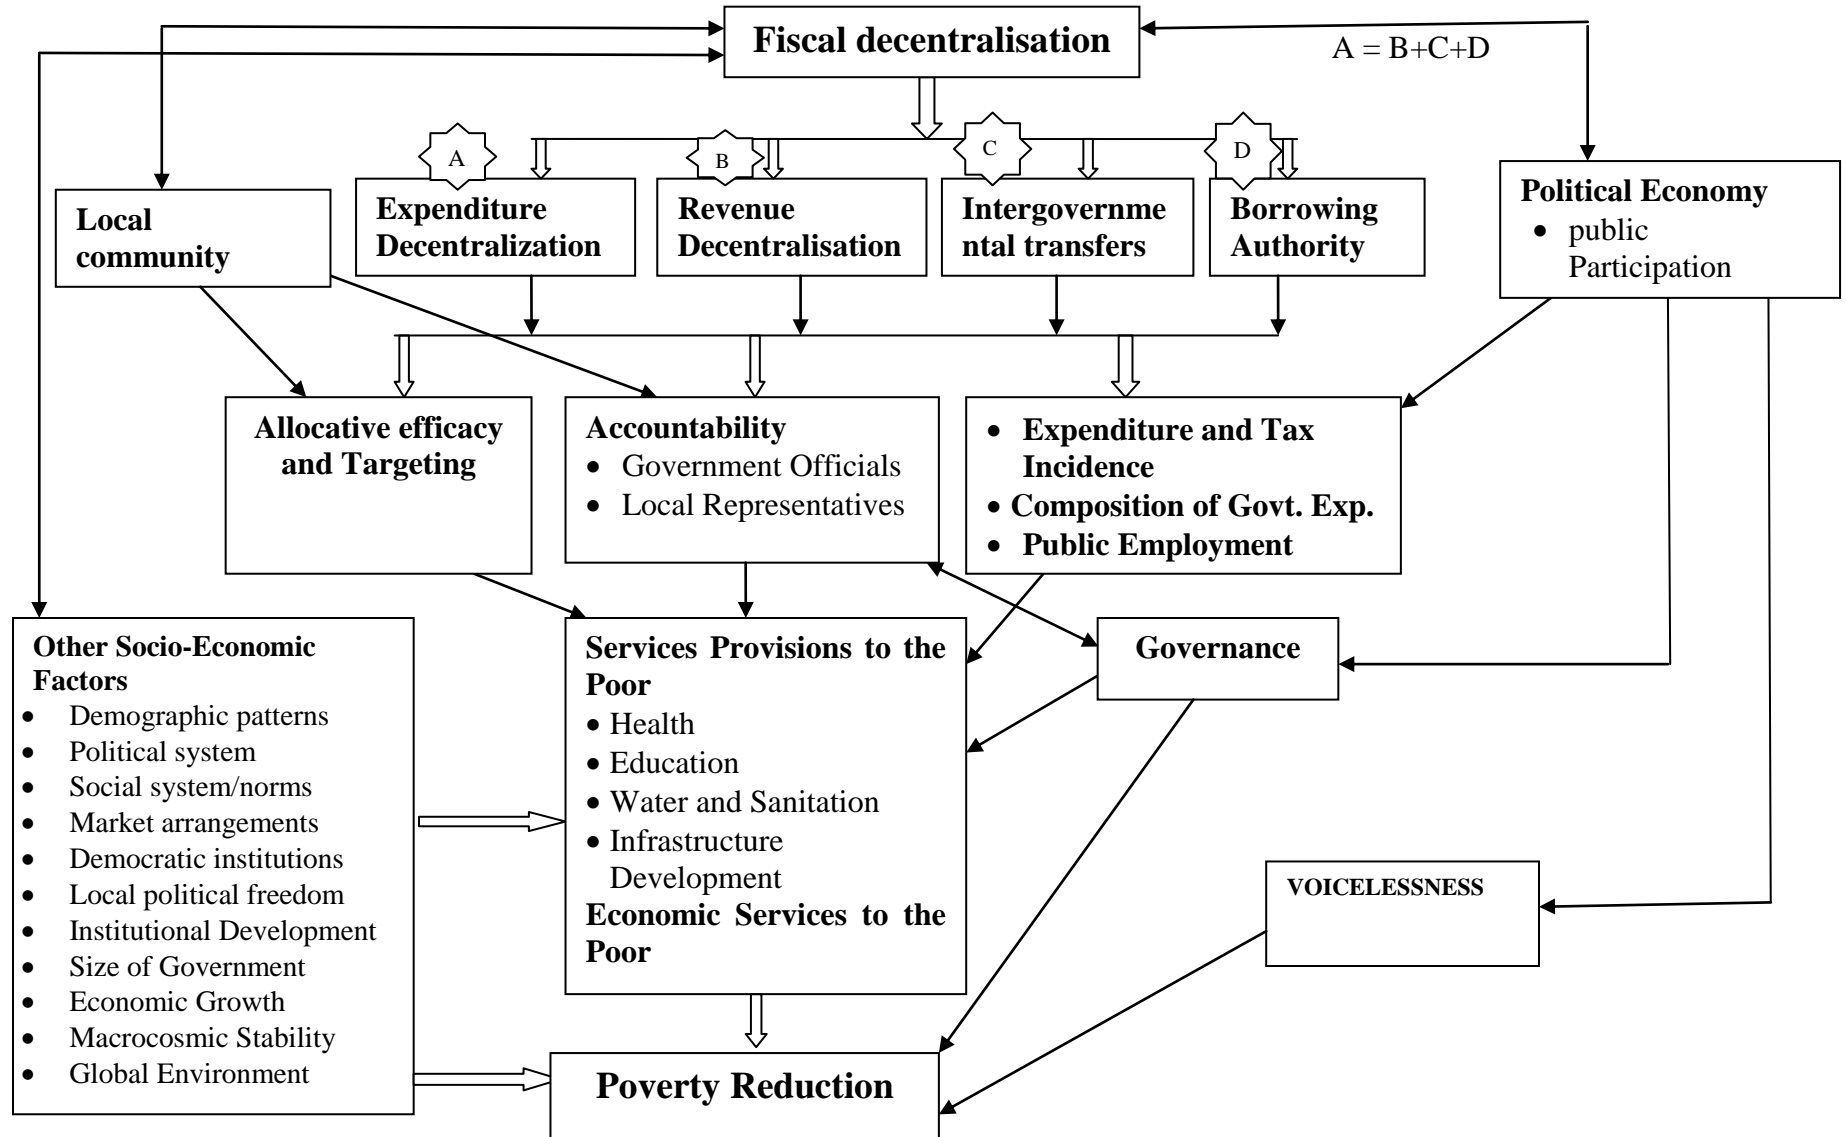 Fiscal decentralisation
A = B+C+D
A
B
C
D
Local
community
Expenditure
Decentralization
Revenue
Decentralisation
Intergovernme
ntal transfers
Borrowing
Authority
Political Economy
• public
Participation
Allocative efficacy
and Targeting
Accountability
• Government Officials
• Local Representatives
• Expenditure and Tax
Incidence
• Composition of Govt. Exp.
• Public Employment
Other Socio-Economic
Factors
• Demographic patterns
• Political system
• Social system/norms
• Market arrangements
• Democratic institutions
• Local political freedom
• Institutional Development
• Size of Government
• Economic Growth
• Macrocosmic Stability
• Global Environment
Services Provisions to the
Poor
• Health
• Education
• Water and Sanitation
• Infrastructure
Development
Economic Services to the
Poor
Governance
VOICELESSNESS
Poverty Reduction